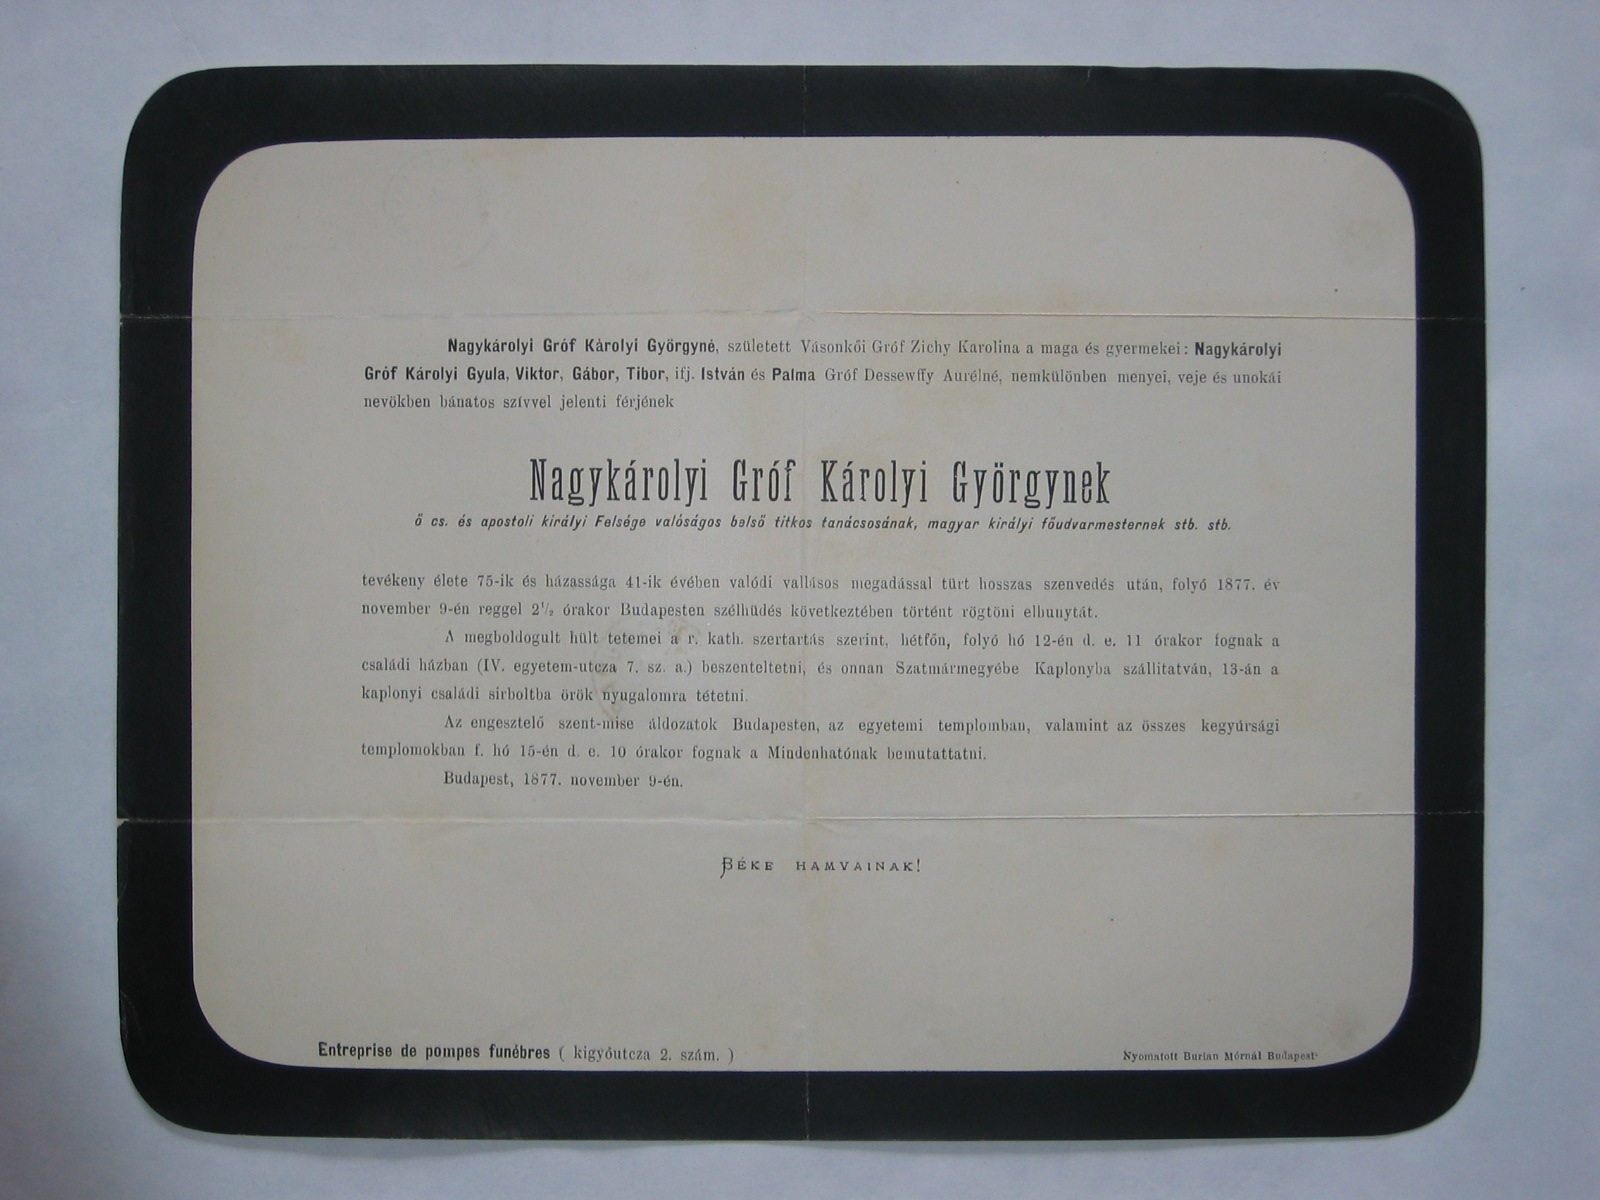 Nagykárolyi Gróf Károlyi Györgyné, született Vásonkői Gróf Zichy Karolina a maga és gyermekei: Nagykárolyi
Gróf Károlyi Gyula, Viktor, Gábor, Tibor, ifj. István és Palma Gróf Dessewffy Aurélné, nemkülönben menyei, veje és unokái
nevökben bánatos szívvel jelenti férjének
Nagykárolyi Gróf Károlyi Györgynek
ő cs. és apostoli királyi Felsége valóságos belső titkos tanácsosának, magyar királyi főudvarmesternek stb. stb.
tevékeny élete 75-ik és házassága 41-ik évében valódi vallásos megadással türt hosszas szenvedés után, folyó 1877. év
november 9-én reggel 2 1/2 órakor Budapesten szélhüdés következtében történt rögtöni elhunytát.
A megboldogult hült tetemei a r. kath. szertartás szerint, hétfőn, folyó hó 12-én d. e. 11 órakor fognak a
családi házban (IV. egyetem-utcza 7. sz. a.) beszenteltetni, és onnan Szatmármegyébe Kaplonyba szállitatván, 13-án a
kaplonyi családi sirboltba örök nyugalomra tétetni.
Az engesztelő szent-mise áldozatok Budapesten, az egyetemi templomban, valamint az összes kegyúrsági
templomokban f. hó 15-én d. e. 10 órakor fognak a Mindenhatónak bemutattatni.
Budapest, 1877. november 9-én.
BÉKE HAMVAINAK!
Entreprise de pompes funébres ( kigyóutcza 2. szám. )
Nyomatott Burian Mórnál Budapest